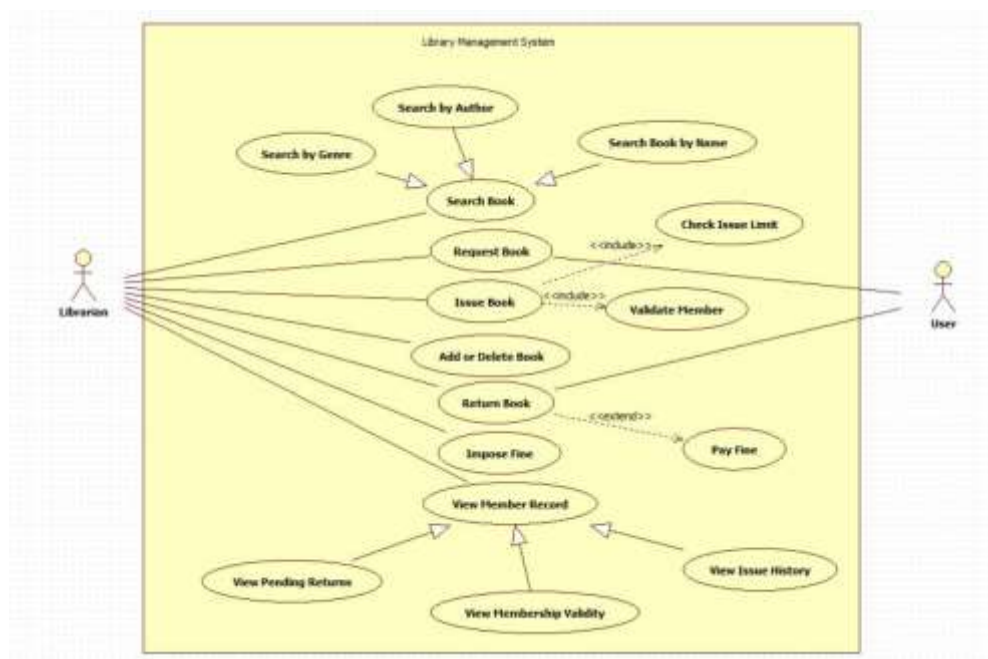 Library Management System
Search by Author
Search by Genre
Search Book by Name
Search Book
Check Issue Limit
Request Book
<<include>>
Issue Book
<<include>>
Validate Member
Librarian
User
Add or Delete Book
Return Book
<<extend>>
Impose Fine
Pay Fine
View Member Record
View Pending Returns
View Issue History
View Membership Validity